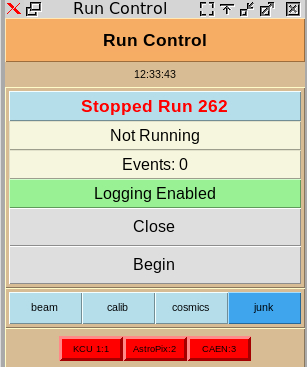 Run Control
Run Control
12:33:43
Stopped Run 262
Not Running
Events: 0
Logging Enabled
Close
Begin
beam calib cosmics junk
KCU-1:1 AstroPix:2 CAEN:3